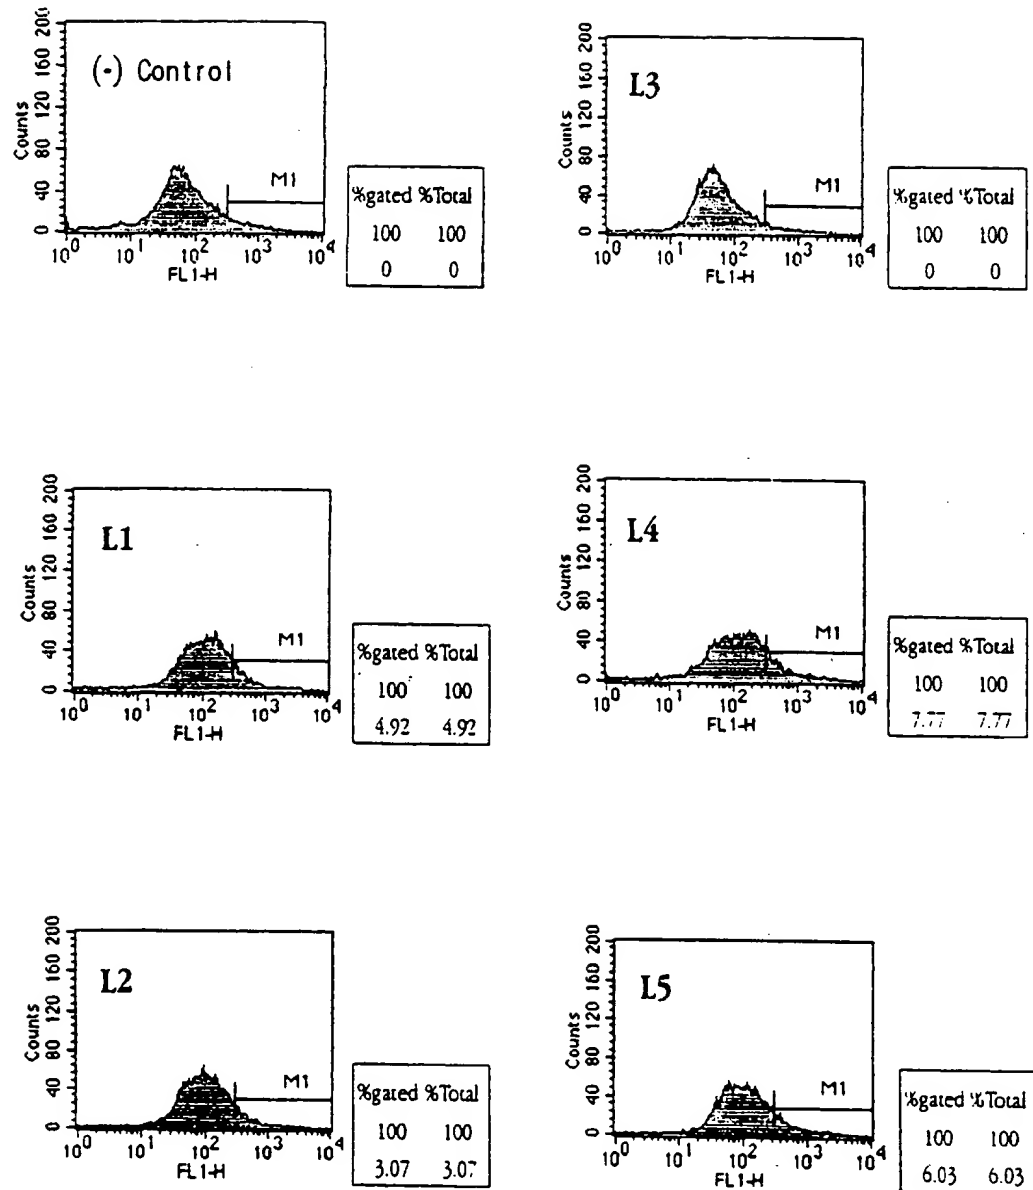 (-) Control
Counts
200
160
120
80
40
0
M1
10^0 10^1 10^2 10^3 10^4
FL1-H
%gated %Total
100 100
0 0
L3
Counts
200
160
120
80
40
0
M1
10^0 10^1 10^2 10^3 10^4
FL1-H
%gated %Total
100 100
0 0
L1
Counts
200
160
120
80
40
0
M1
10^0 10^1 10^2 10^3 10^4
FL1-H
%gated %Total
100 100
4.92 4.92
L4
Counts
200
160
120
80
40
0
M1
10^0 10^1 10^2 10^3 10^4
FL1-H
%gated %Total
100 100
7.77 7.77
L2
Counts
200
160
120
80
40
0
M1
10^0 10^1 10^2 10^3 10^4
FL1-H
%gated %Total
100 100
3.07 3.07
L5
Counts
200
160
120
80
40
0
M1
10^0 10^1 10^2 10^3 10^4
FL1-H
%gated %Total
100 100
6.03 6.03